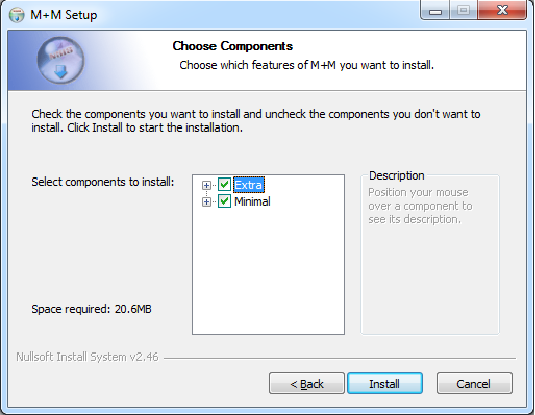 M+M Setup
Choose Components
Choose which features of M+M you want to install.
Check the components you want to install and uncheck the components you don't want to
install. Click Install to start the installation.
Select components to install:
Extra
Minimal
Description
Position your mouse
over a component to
see its description.
Space required: 20.6MB
Nullsoft Install System v2.46
< Back
Install
Cancel